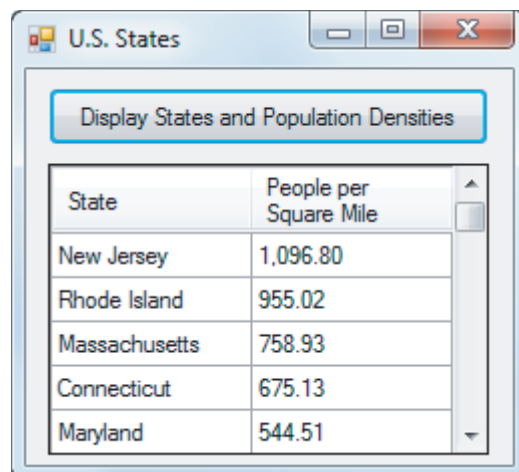 U.S. States
Display States and Population Densities
State People per
Square Mile
New Jersey 1,096.80
Rhode Island 955.02
Massachusetts 758.93
Connecticut 675.13
Maryland 544.51